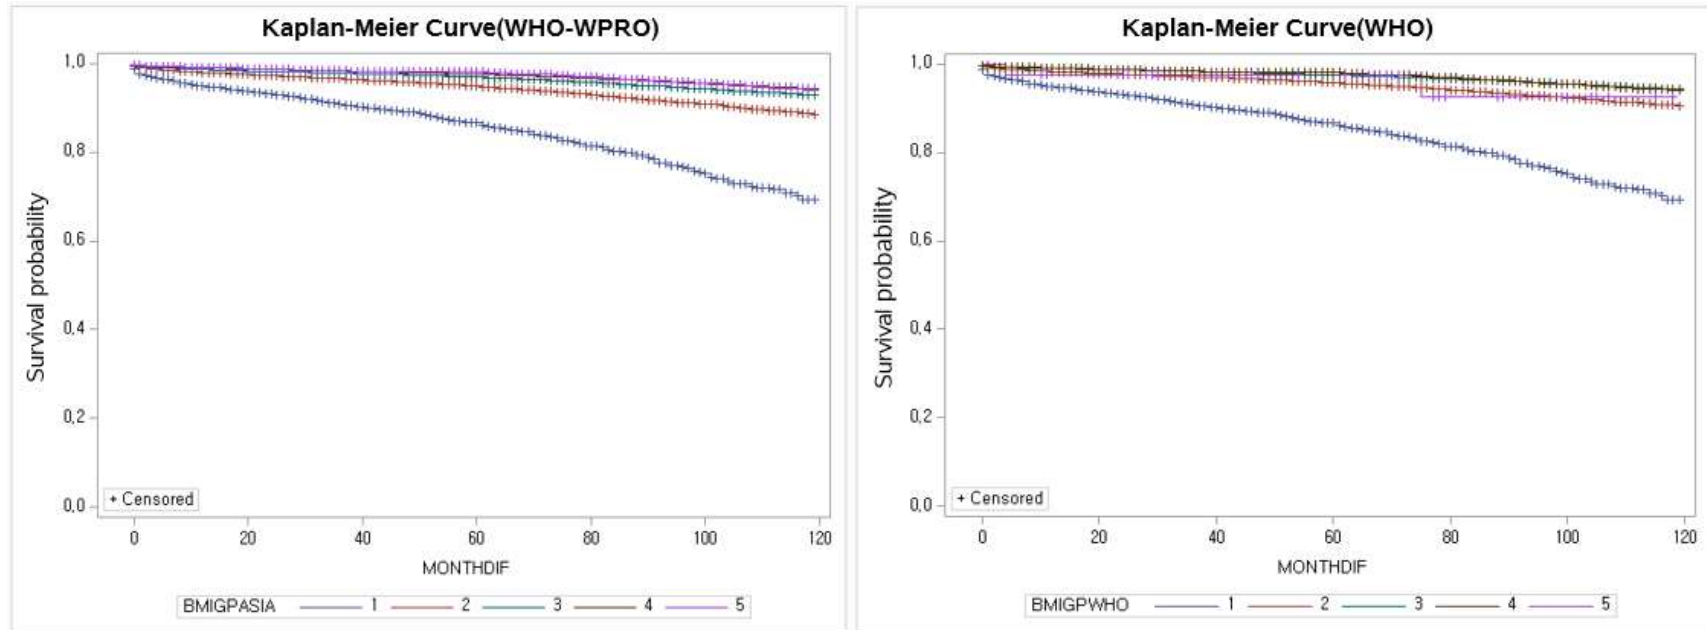 Kaplan-Meier Curve(WHO-WPRO)
Survival probability
1,0
0,8
0,6
0,4
0,2
0,0
+ Censored
0 20 40 60 80 100 120
MONTHDIF
BMIGPASIA 1 2 3 4 5
Kaplan-Meier Curve(WHO)
Survival probability
1,0
0,8
0,6
0,4
0,2
0,0
+ Censored
0 20 40 60 80 100 120
MONTHDIF
BMIGPWHO 1 2 3 4 5